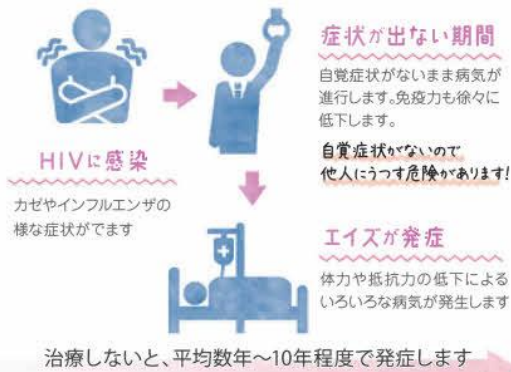 HIVに感染
カゼやインフルエンザの
様な症状がでます
症状が出ない期間
自覚症状がないまま病気が
進行します。免疫力も徐々に
低下します。
自覚症状がないので
他人にうつす危険があります!
エイズが発症
体力や抵抗力の低下による
いろいろな病気が発生します
治療しないと、平均数年～10年程度で発症します